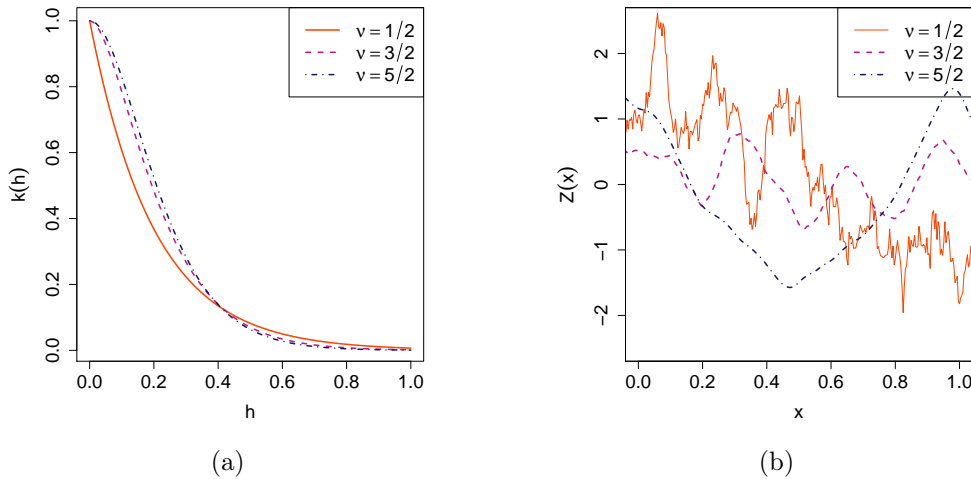 ν = 1/2
ν = 3/2
ν = 5/2
k(h)
1.0
0.8
0.6
0.4
0.2
0.0
0.0 0.2 0.4 0.6 0.8 1.0
h
(a)
ν = 1/2
ν = 3/2
ν = 5/2
Z(x)
2
1
0
−1
−2
0.0 0.2 0.4 0.6 0.8 1.0
x
(b)